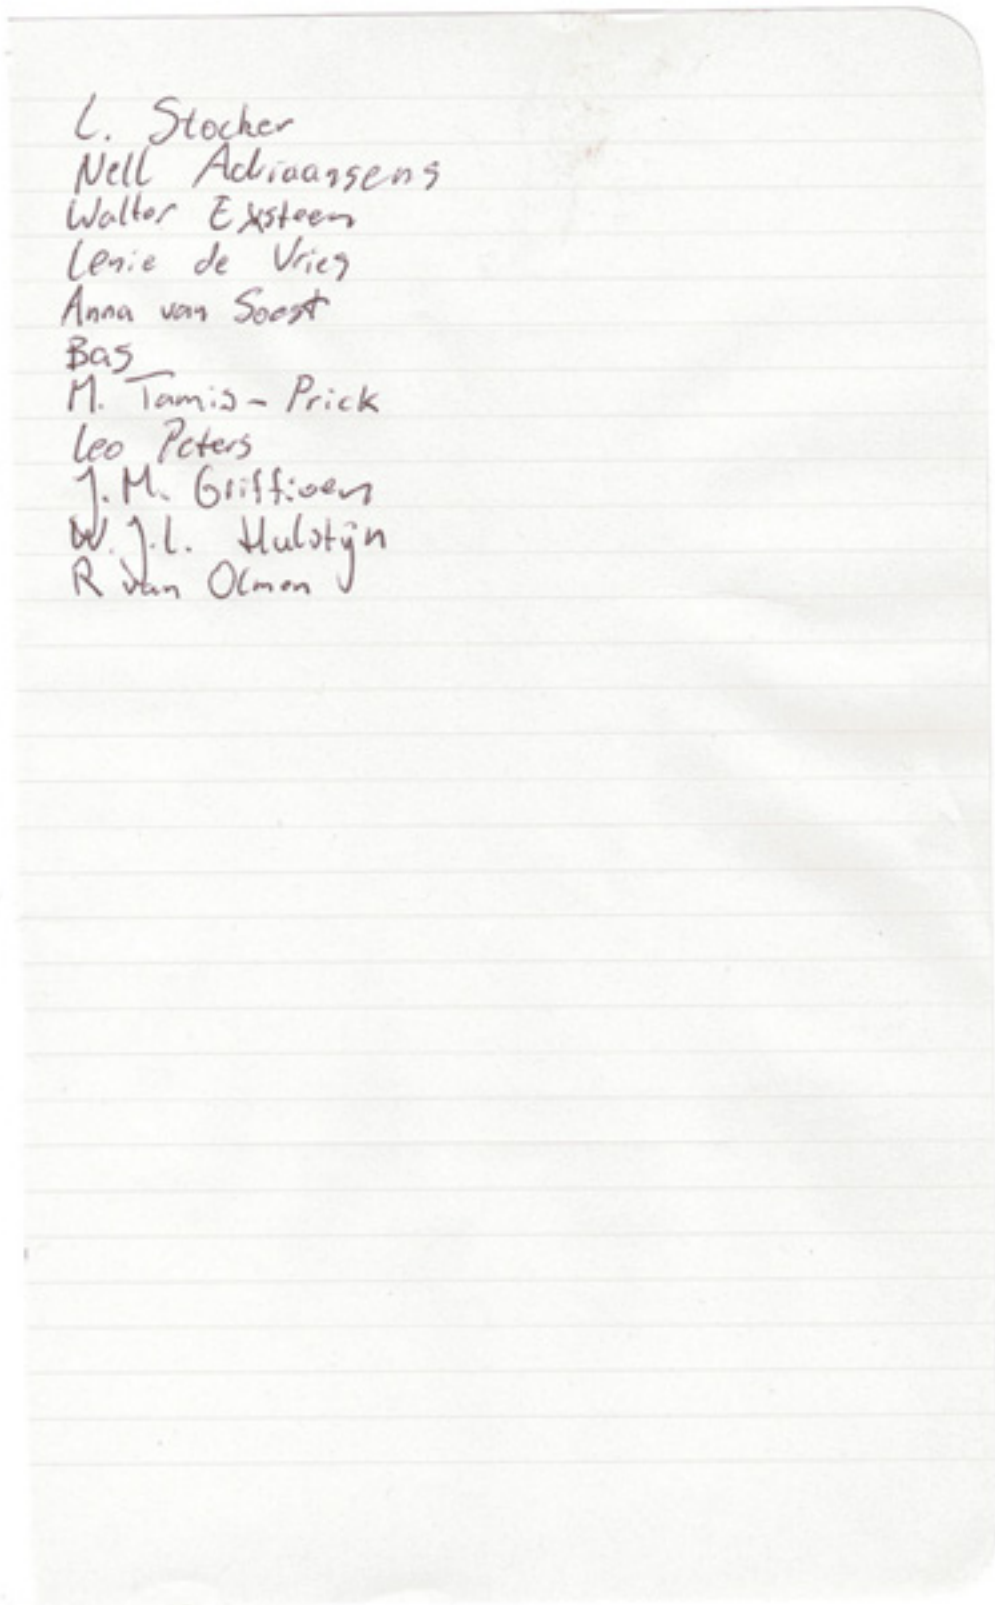 L. Stocker
Nell Adriaansens
Walter Exsteen
Lenie de Vries
Anna van Soest
Bas
M. Tamis-Prick
Leo Peters
J.M. Griffioen
W.J.L. Hulstijn
R van Olmen